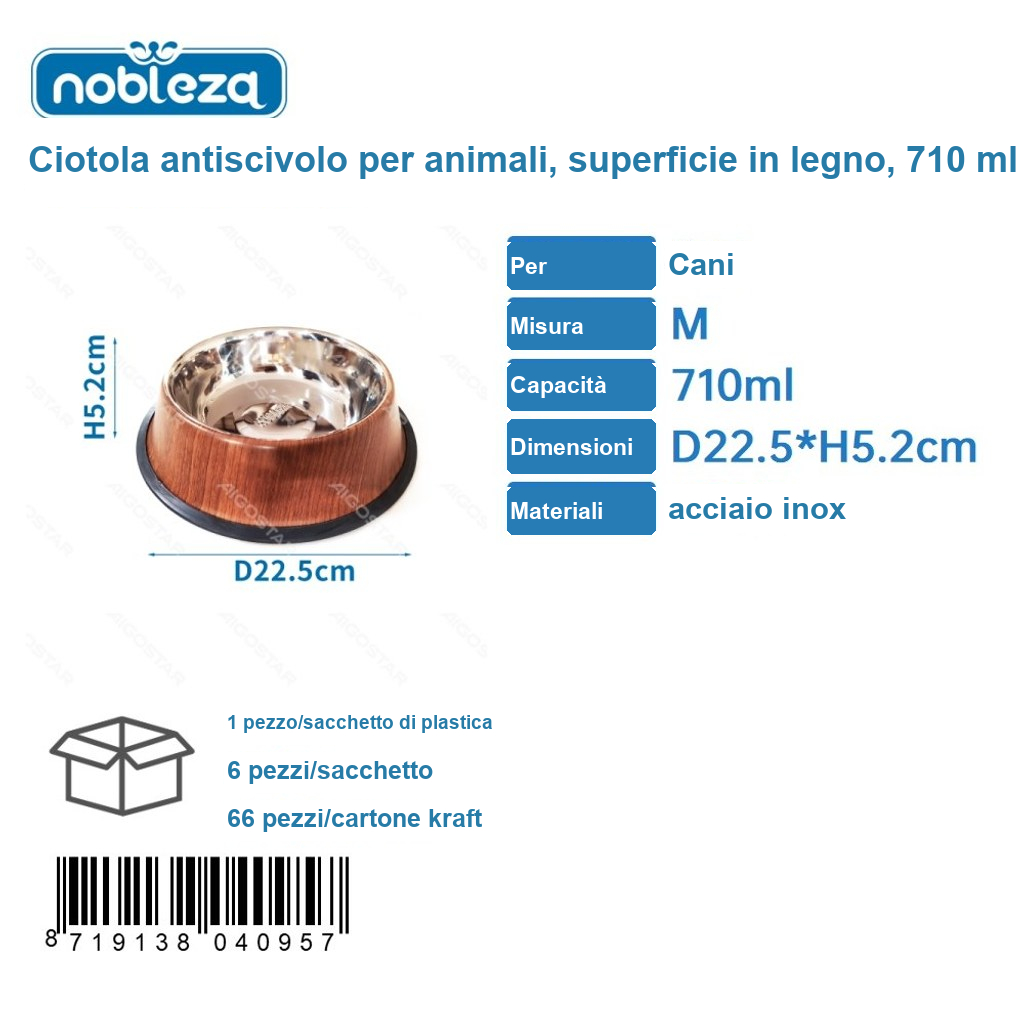 nobleza
Ciotola antiscivolo per animali, superficie in legno, 710 ml
Per Cani
Misura M
Capacità 710ml
Dimensioni D22.5*H5.2cm
Materiali acciaio inox
H5.2cm
D22.5cm
AIGOSTAR
1 pezzo/sacchetto di plastica
6 pezzi/sacchetto
66 pezzi/cartone kraft
8 719138 040957